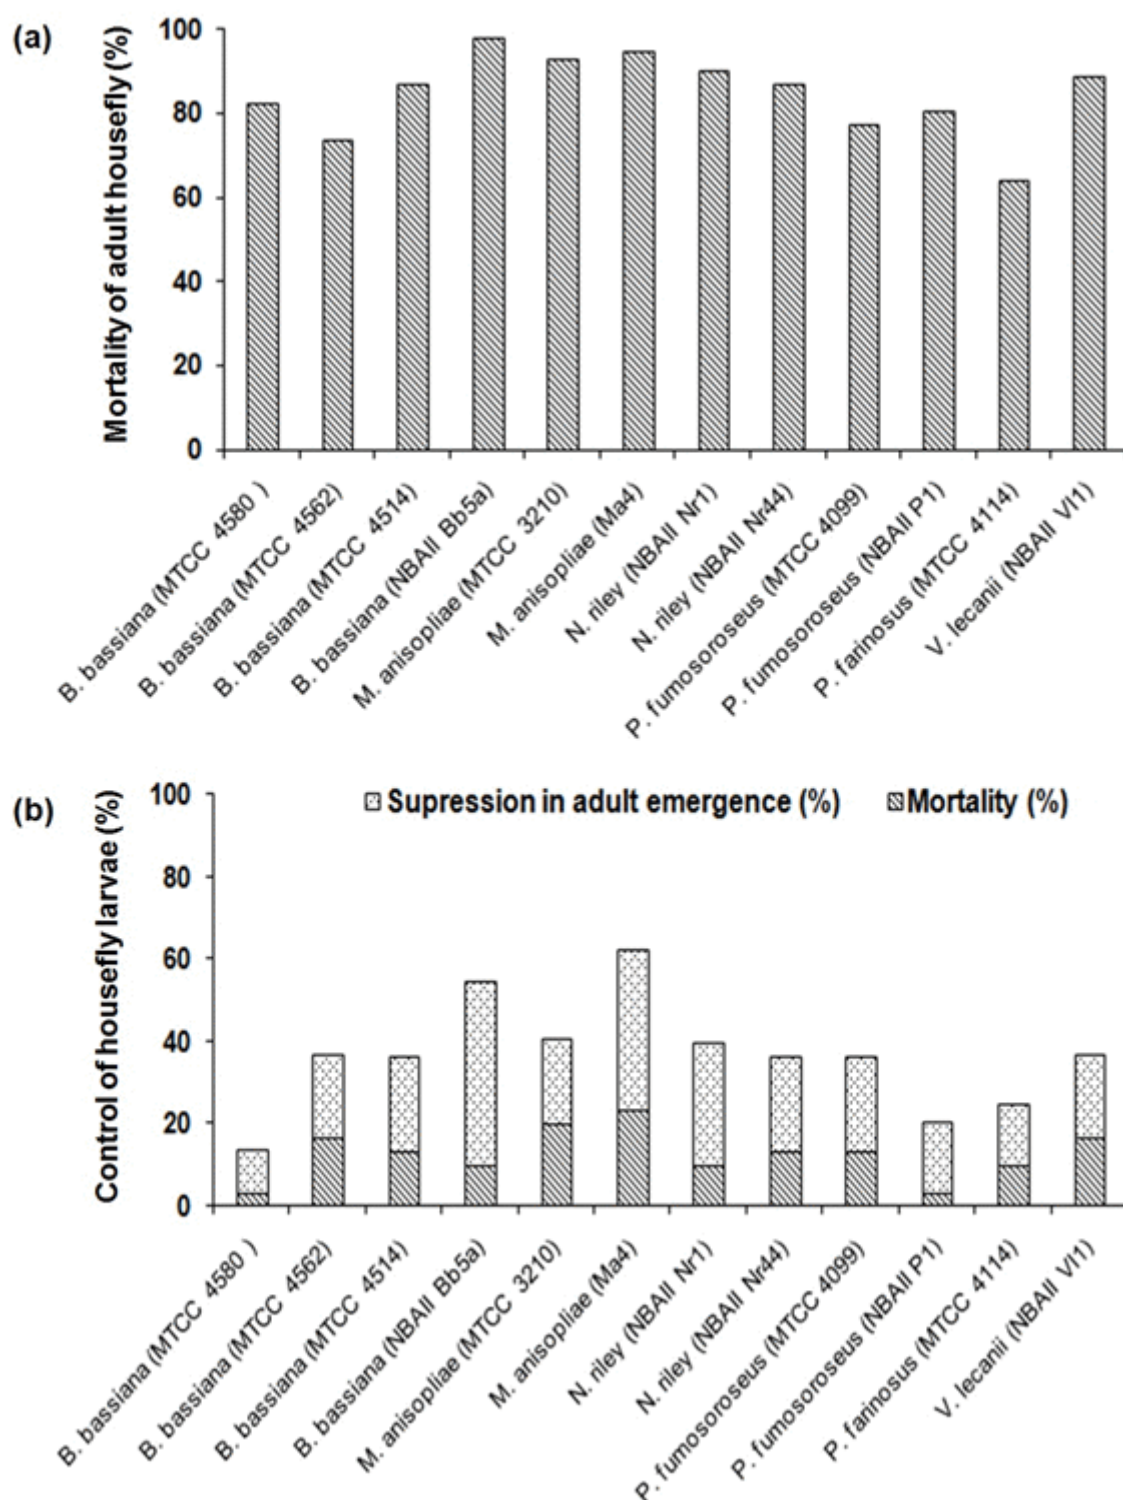 (a)
Mortality of adult housefly (%)
100
80
60
40
20
0
B. bassiana (MTCC 4580 )
B. bassiana (MTCC 4562)
B. bassiana (MTCC 4514)
B. bassiana (NBAII Bb5a)
M. anisopliae (MTCC 3210)
M. anisopliae (Ma4)
N. riley (NBAII Nr1)
N. riley (NBAII Nr44)
P. fumosoroseus (MTCC 4099)
P. fumosoroseus (NBAII P1)
P. farinosus (MTCC 4114)
V. lecanii (NBAII Vl1)
(b)
Control of housefly larvae (%)
100
80
60
40
20
0
Supression in adult emergence (%)
Mortality (%)
B. bassiana (MTCC 4580 )
B. bassiana (MTCC 4562)
B. bassiana (MTCC 4514)
B. bassiana (NBAII Bb5a)
M. anisopliae (MTCC 3210)
M. anisopliae (Ma4)
N. riley (NBAII Nr1)
N. riley (NBAII Nr44)
P. fumosoroseus (MTCC 4099)
P. fumosoroseus (NBAII P1)
P. farinosus (MTCC 4114)
V. lecanii (NBAII Vl1)